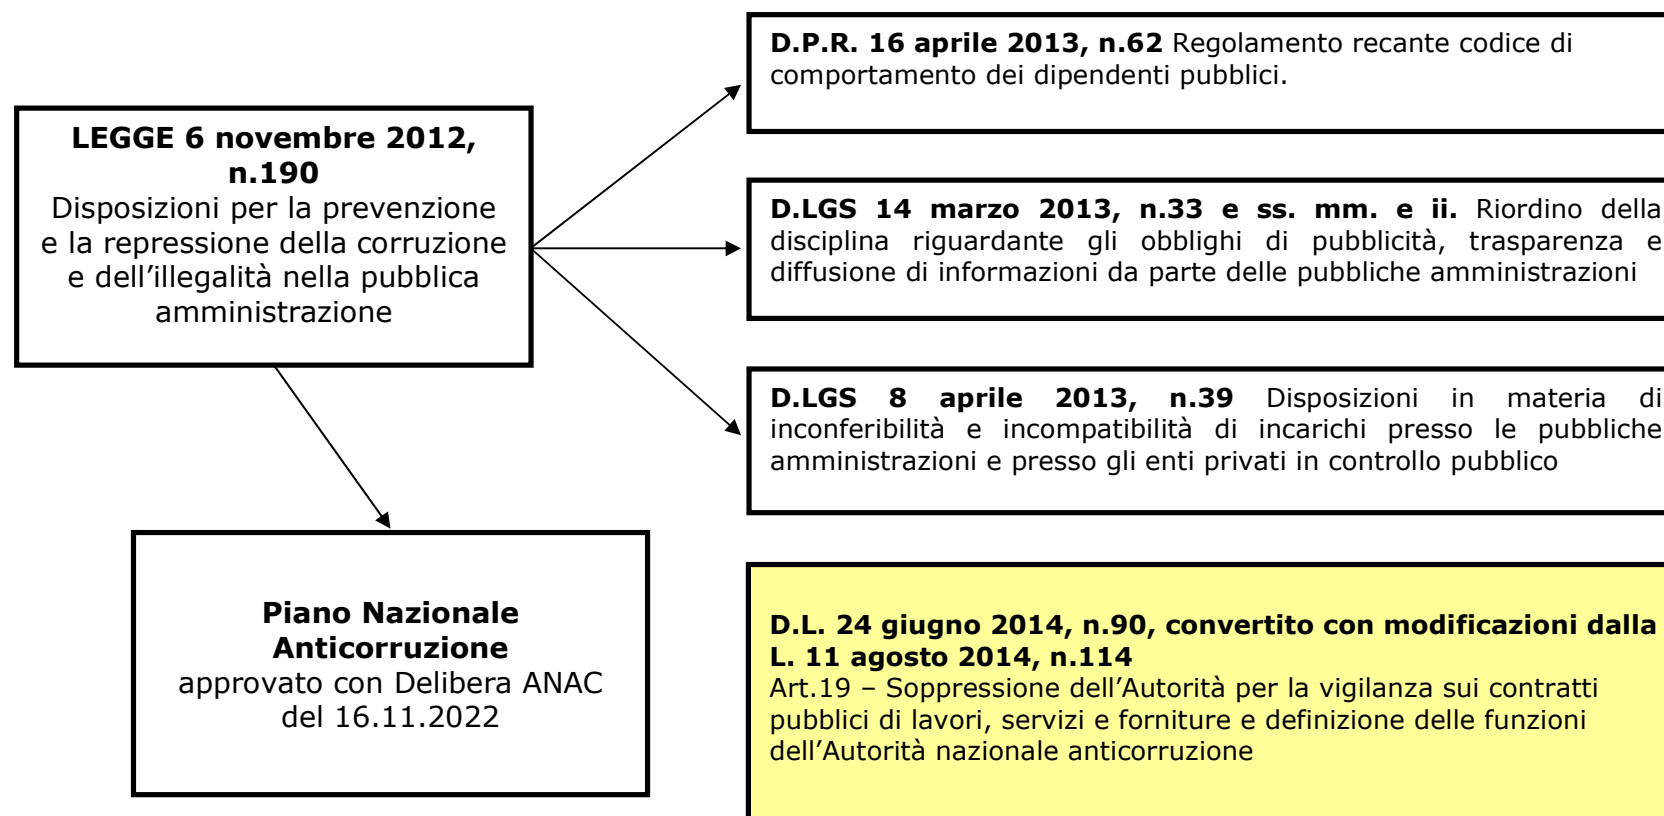 D.P.R. 16 aprile 2013, n.62 Regolamento recante codice di
comportamento dei dipendenti pubblici.
LEGGE 6 novembre 2012,
n.190
Disposizioni per la prevenzione
e la repressione della corruzione
e dell’illegalità nella pubblica
amministrazione
D.LGS 14 marzo 2013, n.33 e ss. mm. e ii. Riordino della
disciplina riguardante gli obblighi di pubblicità, trasparenza e
diffusione di informazioni da parte delle pubbliche amministrazioni
D.LGS 8 aprile 2013, n.39 Disposizioni in materia di
inconferibilità e incompatibilità di incarichi presso le pubbliche
amministrazioni e presso gli enti privati in controllo pubblico
Piano Nazionale
Anticorruzione
approvato con Delibera ANAC
del 16.11.2022
D.L. 24 giugno 2014, n.90, convertito con modificazioni dalla
L. 11 agosto 2014, n.114
Art.19 – Soppressione dell’Autorità per la vigilanza sui contratti
pubblici di lavori, servizi e forniture e definizione delle funzioni
dell’Autorità nazionale anticorruzione